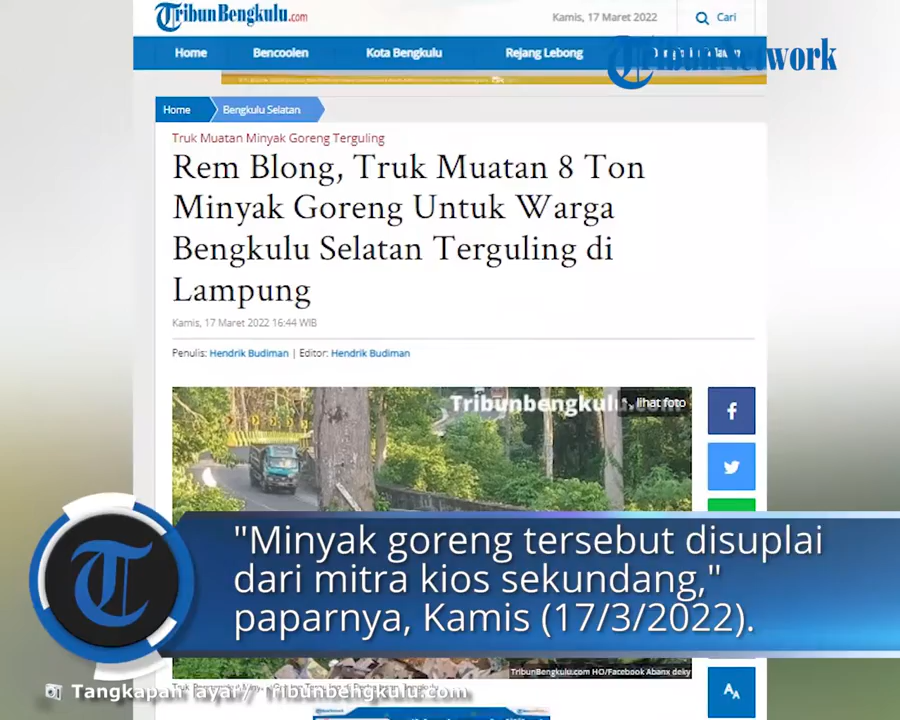 TribunBengkulu.com
Kamis, 17 Maret 2022
Cari
Home Bencoolen Kota Bengkulu Rejang Lebong
TribunNetwork
Home Bengkulu Selatan
Truk Muatan Minyak Goreng Terguling
Rem Blong, Truk Muatan 8 Ton
Minyak Goreng Untuk Warga
Bengkulu Selatan Terguling di
Lampung
Kamis, 17 Maret 2022 16:44 WIB
Penulis: Hendrik Budiman | Editor: Hendrik Budiman
Tribunbengkulu.com
lihat foto
"Minyak goreng tersebut disuplai
dari mitra kios sekundang,"
paparnya, Kamis (17/3/2022).
TribunBengkulu.com HO/Facebook Abanx deky
Tangkapan layar // Tribunbengkulu.com
AA